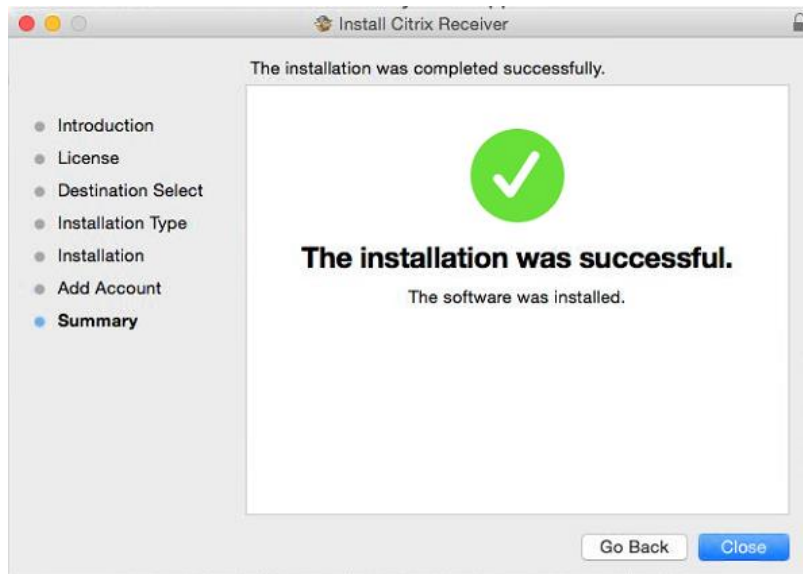 Install Citrix Receiver
The installation was completed successfully.
Introduction
License
Destination Select
Installation Type
Installation
Add Account
Summary
The installation was successful.
The software was installed.
Go Back
Close